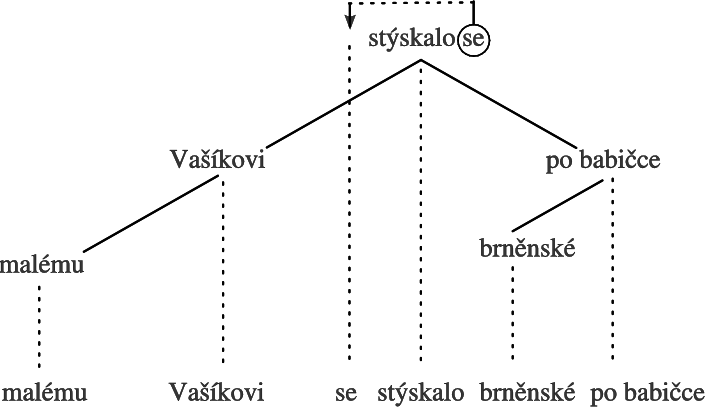 stýskalo se
Vašíkovi po babičce
brněnské
malému
malému Vašíkovi se stýskalo brněnské po babičce